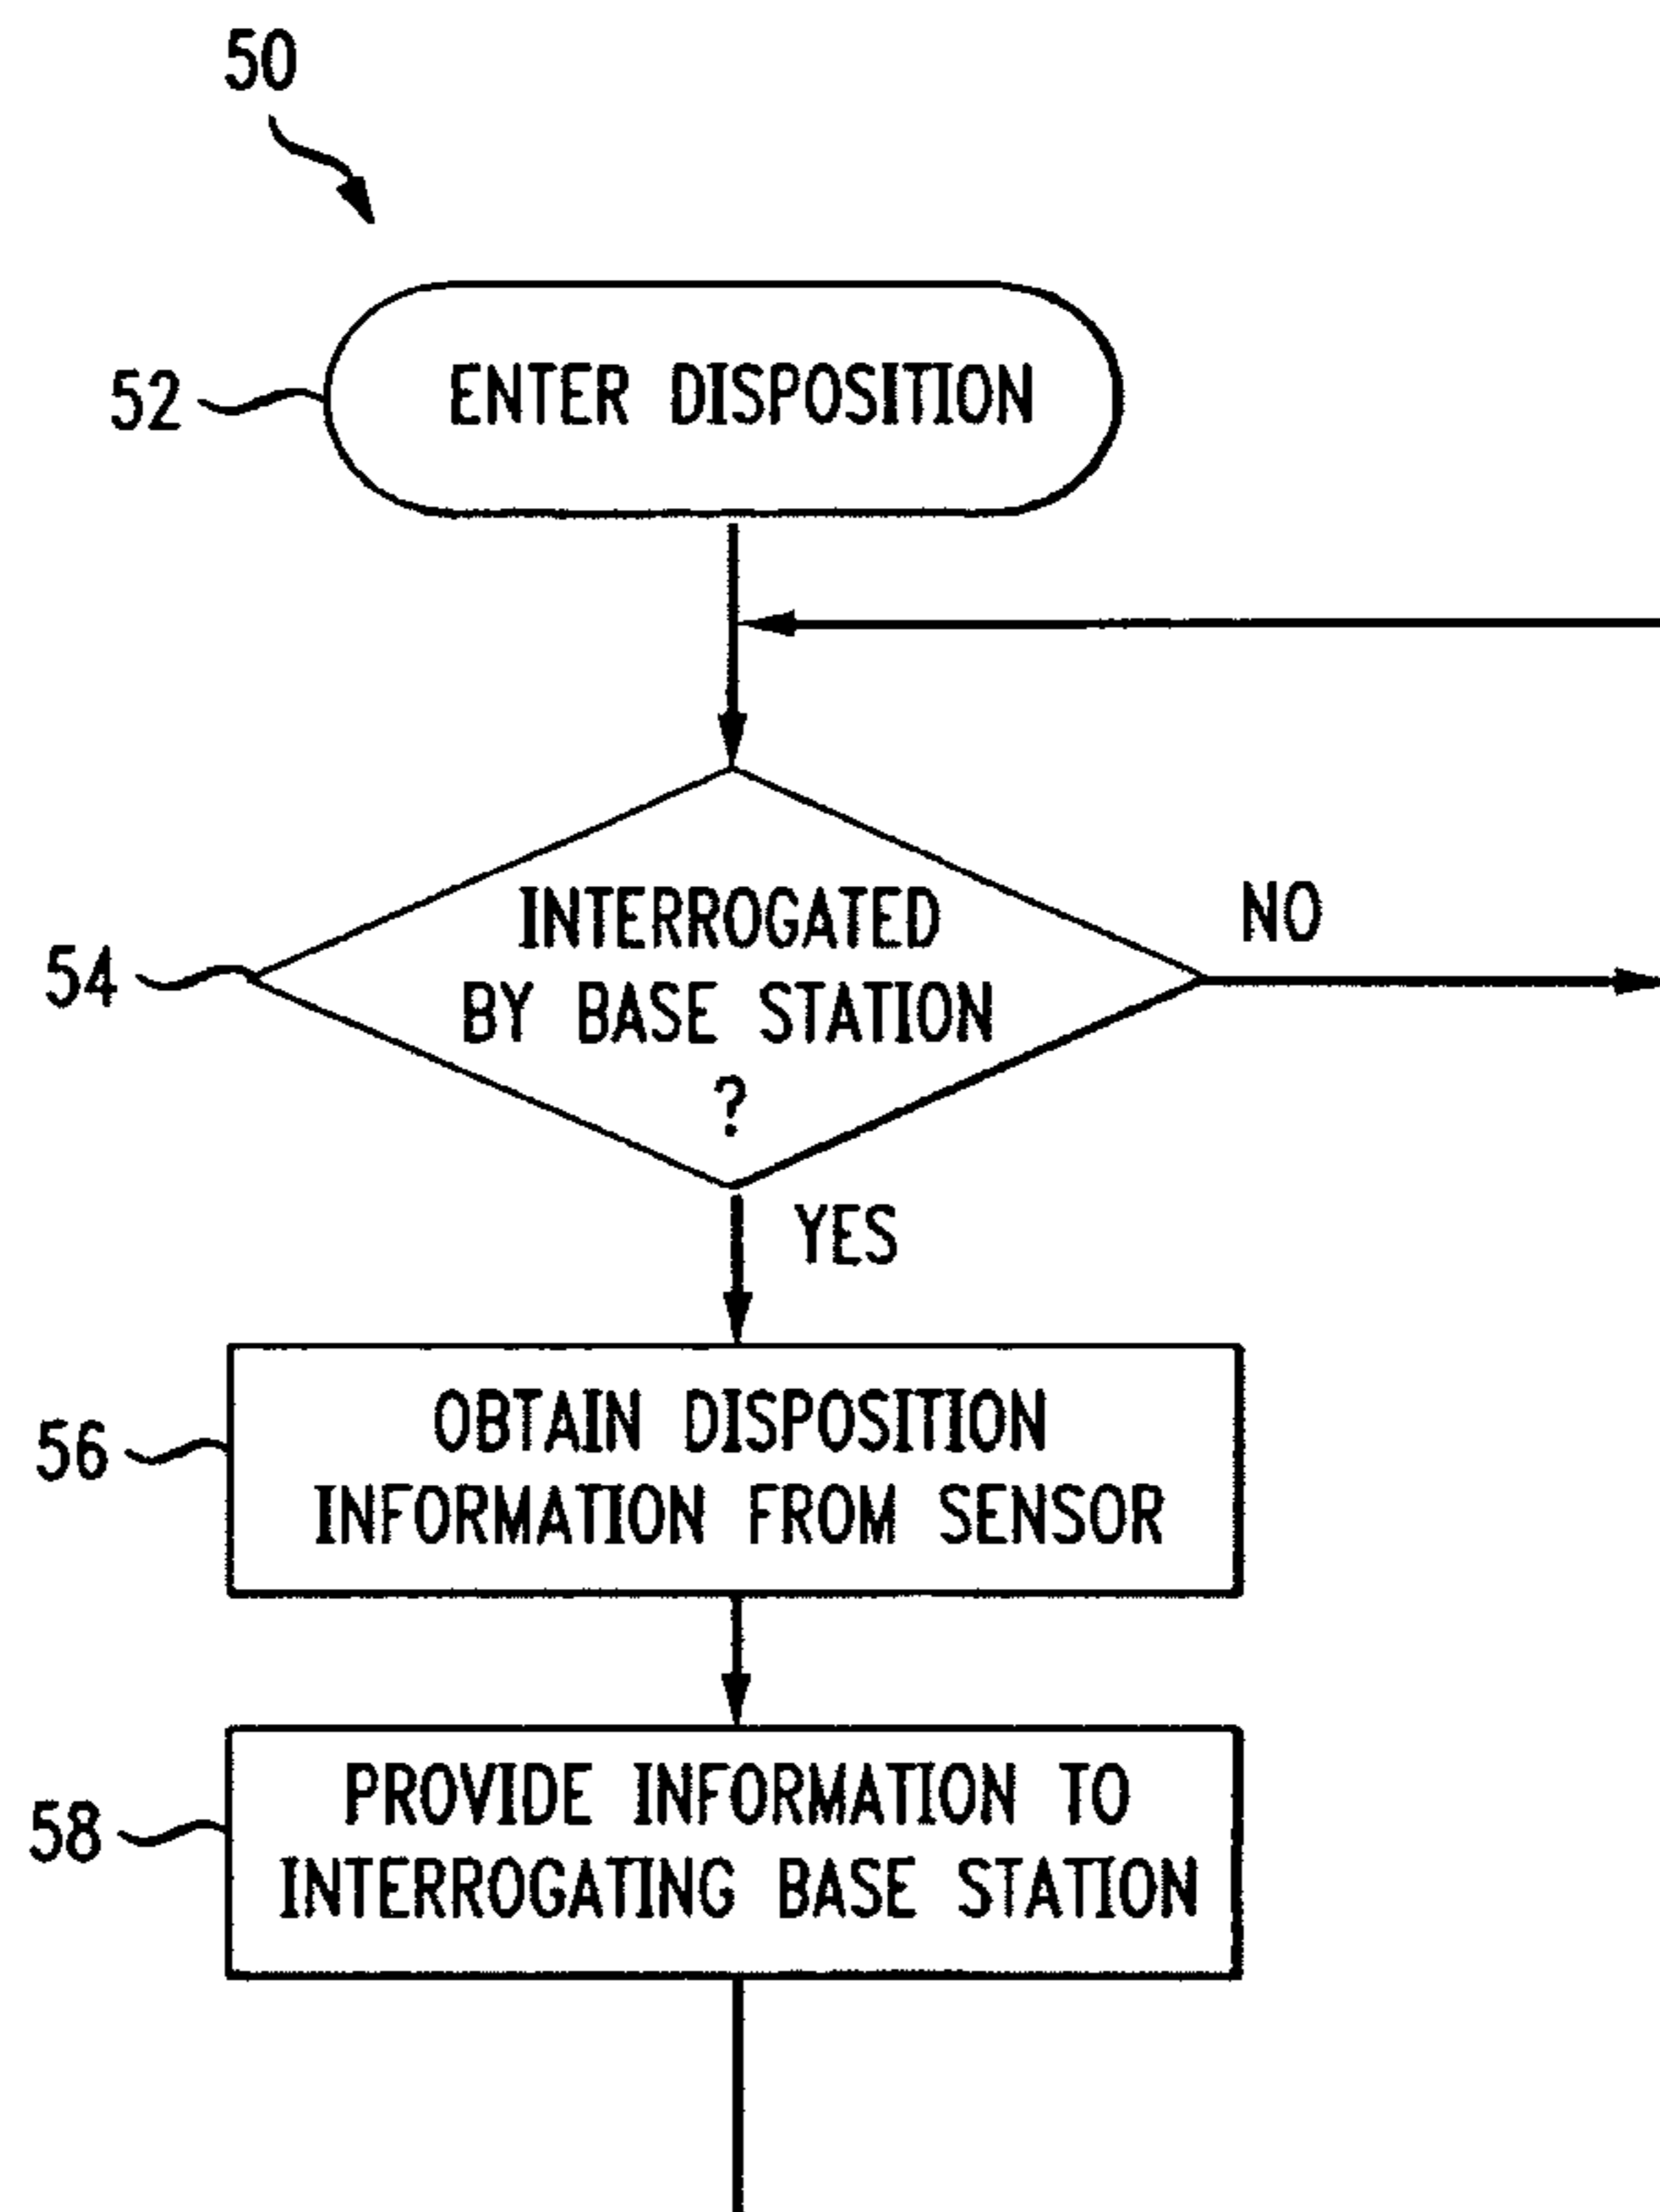 50
52
ENTER DISPOSITION
54
INTERROGATED
BY BASE STATION
?
NO
YES
56
OBTAIN DISPOSITION
INFORMATION FROM SENSOR
58
PROVIDE INFORMATION TO
INTERROGATING BASE STATION